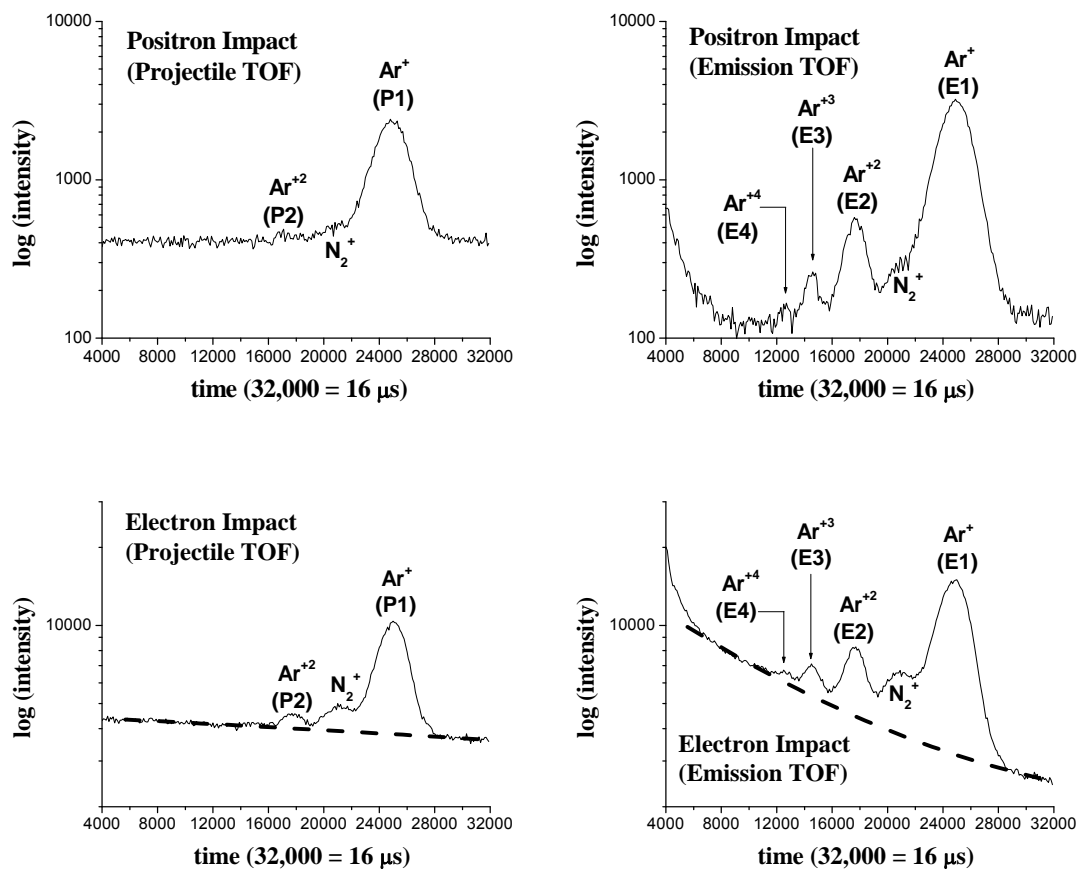 Positron Impact
(Projectile TOF)
Ar+
(P1)
Ar+2
(P2)
N2+
log (intensity)
10000
1000
100
4000 8000 12000 16000 20000 24000 28000 32000
time (32,000 = 16 μs)
Positron Impact
(Emission TOF)
Ar+
(E1)
Ar+3
(E3)
Ar+2
(E2)
Ar+4
(E4)
N2+
log (intensity)
10000
1000
100
4000 8000 12000 16000 20000 24000 28000 32000
time (32,000 = 16 μs)
Electron Impact
(Projectile TOF)
Ar+
(P1)
Ar+2
(P2)
N2+
log (intensity)
10000
4000 8000 12000 16000 20000 24000 28000 32000
time (32,000 = 16 μs)
Ar+
(E1)
Ar+3
(E3)
Ar+4
(E4)
Ar+2
(E2)
N2+
Electron Impact
(Emission TOF)
log (intensity)
10000
4000 8000 12000 16000 20000 24000 28000 32000
time (32,000 = 16 μs)